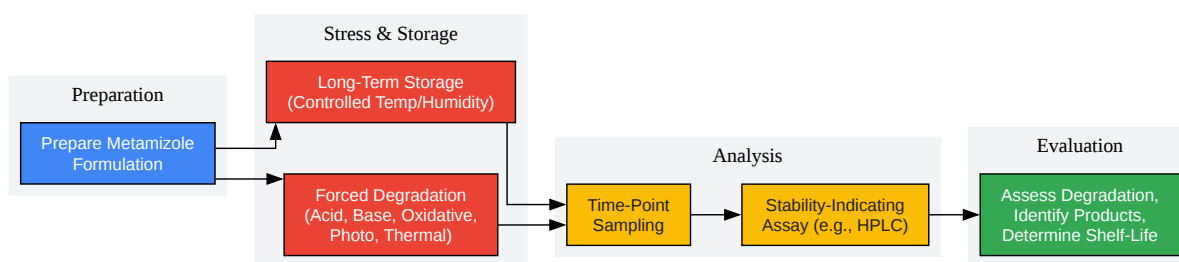 Preparation
Prepare Metamizole
Formulation
Stress & Storage
Long-Term Storage
(Controlled Temp/Humidity)
Forced Degradation
(Acid, Base, Oxidative,
Photo, Thermal)
Analysis
Time-Point
Sampling
Stability-Indicating
Assay (e.g., HPLC)
Evaluation
Assess Degradation,
Identify Products,
Determine Shelf-Life